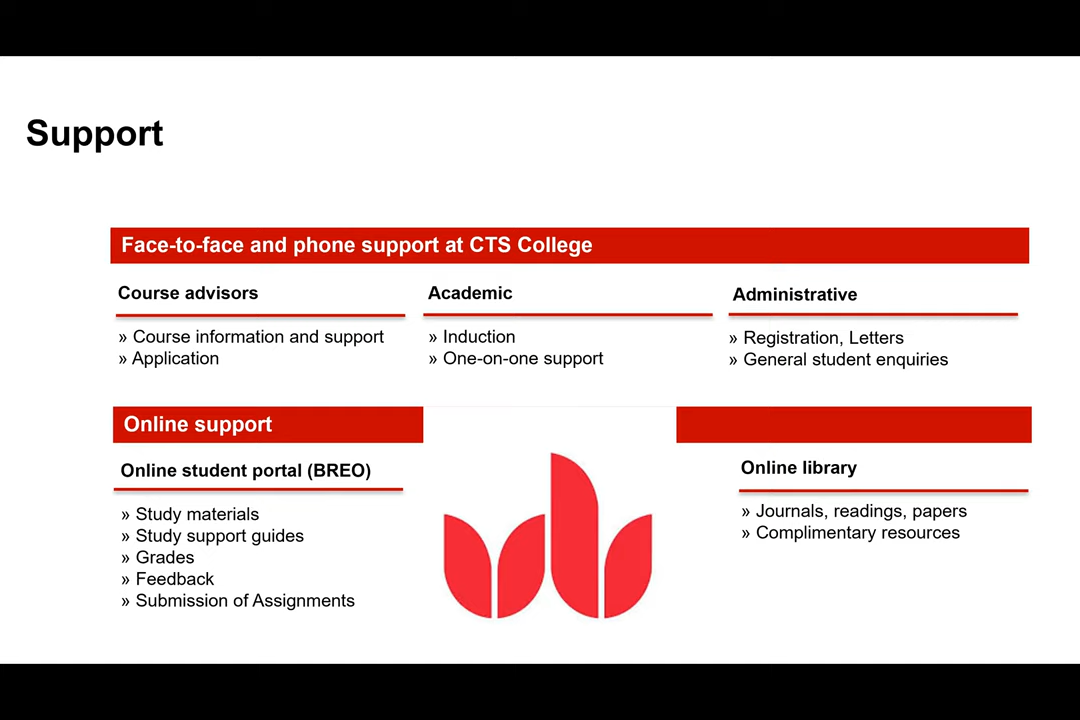 Support
Face-to-face and phone support at CTS College
Course advisors
» Course information and support
» Application
Academic
» Induction
» One-on-one support
Administrative
» Registration, Letters
» General student enquiries
Online support
Online student portal (BREO)
» Study materials
» Study support guides
» Grades
» Feedback
» Submission of Assignments
Online library
» Journals, readings, papers
» Complimentary resources